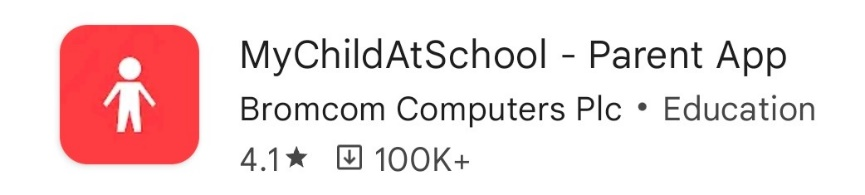 MyChildAtSchool - Parent App
Bromcom Computers Plc • Education
4.1★ 100K+